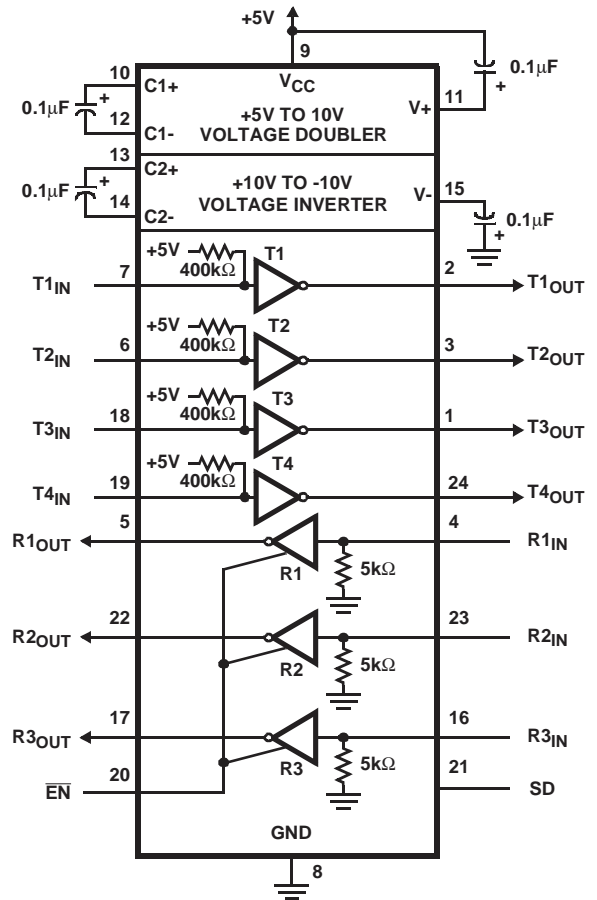 +5V
9
10
C1+
VCC
0.1μF
+
0.1μF
+
11
V+
+5V TO 10V
VOLTAGE DOUBLER
12
C1-
13
C2+
0.1μF
+
+10V TO -10V
VOLTAGE INVERTER
14
C2-
V-
15
0.1μF
+
+5V
400kΩ
T1
T1IN
7
2
T1OUT
+5V
400kΩ
T2
T2IN
6
3
T2OUT
+5V
400kΩ
T3
T3IN
18
1
T3OUT
+5V
400kΩ
T4
T4IN
19
24
T4OUT
R1OUT
5
4
R1IN
R1
5kΩ
R2OUT
22
23
R2IN
R2
5kΩ
R3OUT
17
16
R3IN
R3
5kΩ
EN
20
21
SD
GND
8